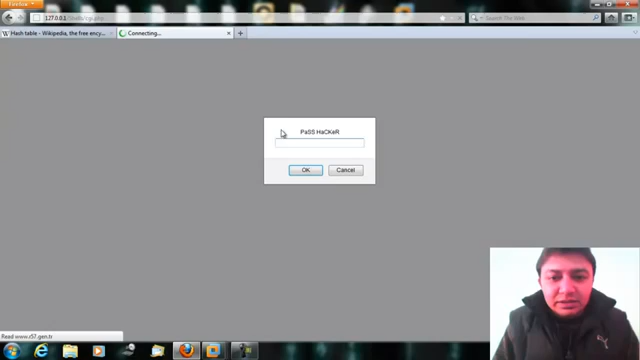 Firefox
127.0.0.1
Search The Web
Hash table - Wikipedia, the free ency...
Connecting...
PaSS HaCKeR
OK
Cancel
Read www.r57.gen.tr